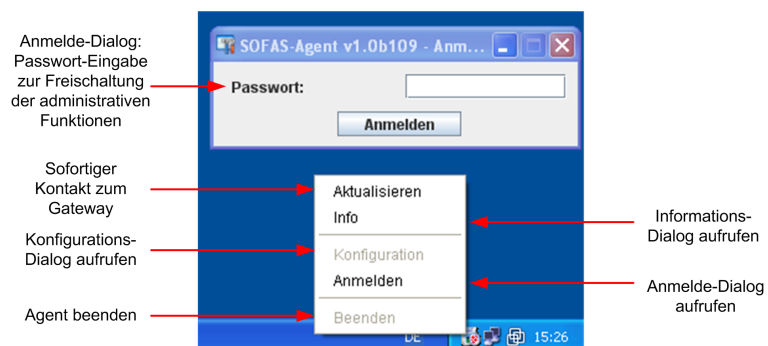 Anmelde-Dialog:
Passwort-Eingabe
zur Freischaltung
der administrativen
Funktionen
SOFAS-Agent v1.0b109 - Anm...
Passwort:
Anmelden
Sofortiger
Kontakt zum
Gateway
Konfigurations-
Dialog aufrufen
Agent beenden
Aktualisieren
Info
Konfiguration
Anmelden
Beenden
Informations-
Dialog aufrufen
Anmelde-Dialog
aufrufen
DE
15:26